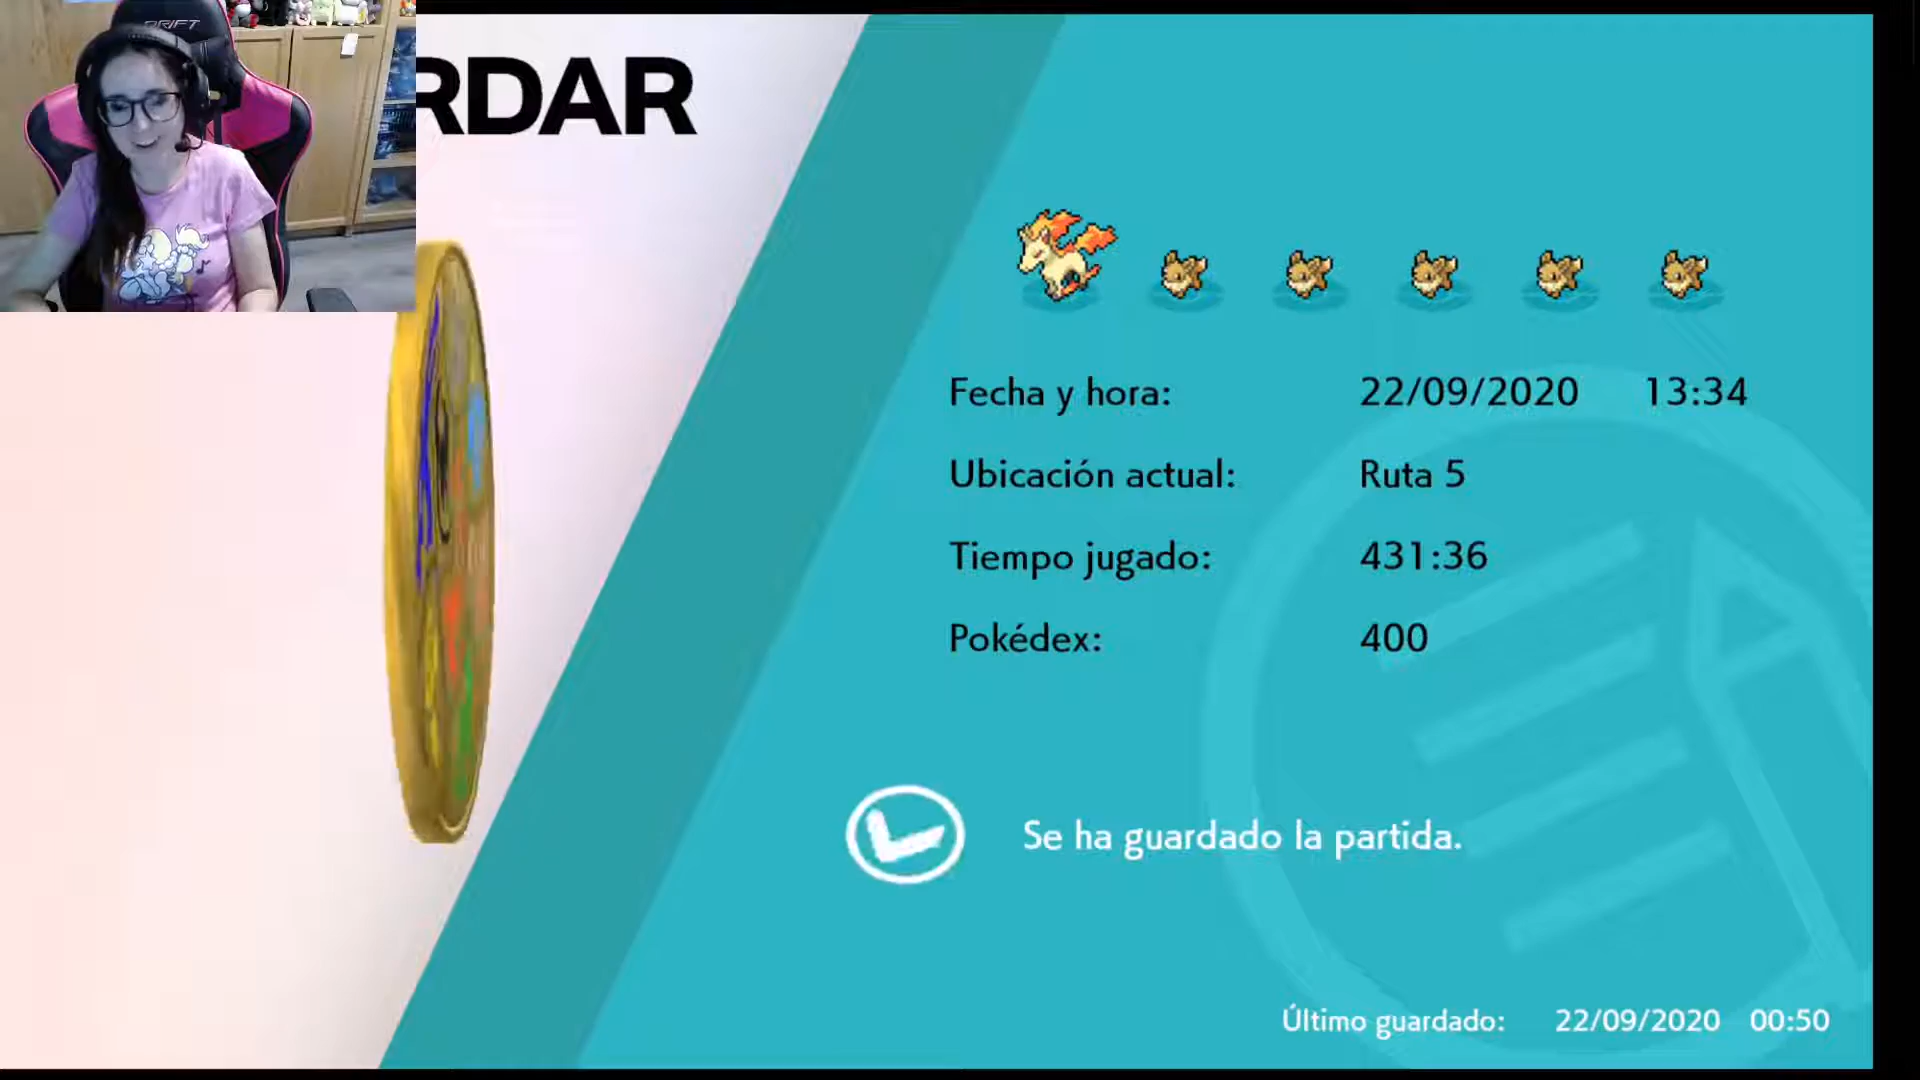 DRIFT
RDAR
Fecha y hora: 22/09/2020 13:34
Ubicación actual: Ruta 5
Tiempo jugado: 431:36
Pokédex: 400
Se ha guardado la partida.
Último guardado: 22/09/2020 00:50